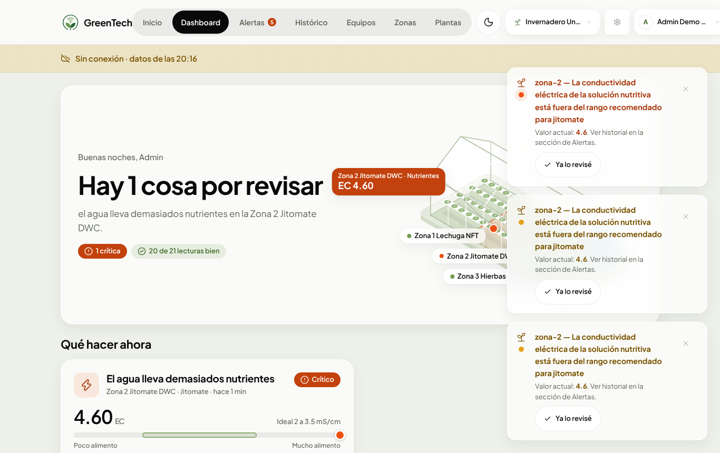 GreenTech
Inicio
Dashboard
Alertas 5
Histórico
Equipos
Zonas
Plantas
Invernadero Un...
A Admin Demo ...
Sin conexión · datos de las 20:16
Buenas noches, Admin
Hay 1 cosa por revisar
el agua lleva demasiados nutrientes en la Zona 2 Jitomate
DWC.
1 crítica
20 de 21 lecturas bien
Zona 2 Jitomate DWC · Nutrientes
EC 4.60
Zona 1 Lechuga NFT
Zona 2 Jitomate
Zona 3 Hierbas
zona-2 — La conductividad
eléctrica de la solución nutritiva
está fuera del rango recomendado
para jitomate
Valor actual: 4.6. Ver historial en la
sección de Alertas.
Ya lo revisé
zona-2 — La conductividad
eléctrica de la solución nutritiva
está fuera del rango recomendado
para jitomate
Valor actual: 4.6. Ver historial en la
sección de Alertas.
Ya lo revisé
zona-2 — La conductividad
eléctrica de la solución nutritiva
está fuera del rango recomendado
para jitomate
Valor actual: 4.6. Ver historial en la
sección de Alertas.
Ya lo revisé
Qué hacer ahora
El agua lleva demasiados nutrientes
Crítico
Zona 2 Jitomate DWC · Jitomate · hace 1 min
4.60 EC
Ideal 2 a 3.5 mS/cm
Poco alimento
Mucho alimento